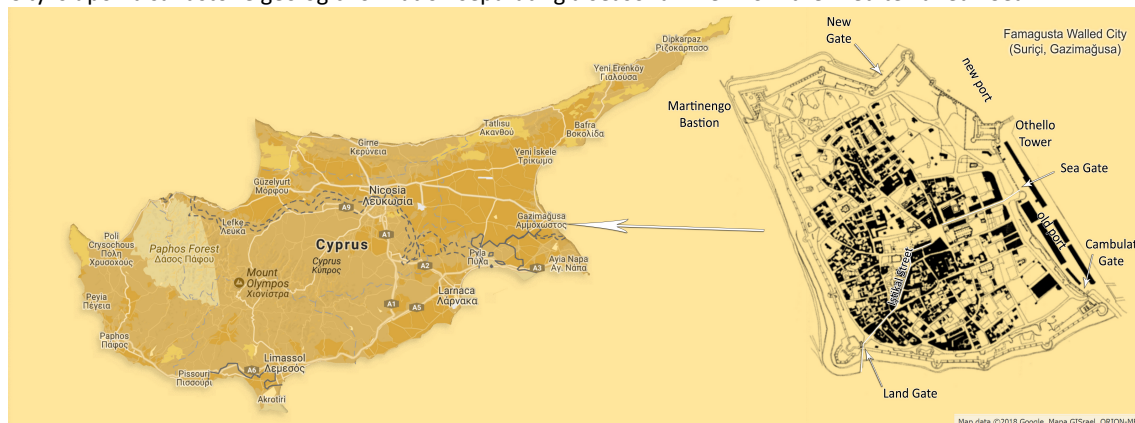 Dipkarpaz
Ριζοκάρπασο
Yeni Erenköy
Γιαλούσα
Tatlisu
Ακανθού
Bafra
Βοκολίδα
Girne
Κερύνεια
Yeni Iskele
Τρίκωμο
Güzelyurt
Μόρφου
Nicosia
Λευκωσία
Lefke
Λεύκα
A9
Gazimağusa
Αμμόχωστος
Poli
Crysochous
Πόλη
Χρυσοχούς
Paphos Forest
Δάσος Πάφου
Cyprus
Cyprus
Κύπρος
A1
A2
Pyla
Πύλα
A3
Ayia Napa
Αγ. Νάπα
Mount
Olympos
Χιονίστρα
Larnaca
Λάρνακα
Peyia
Πέγεια
A1
A5
Paphos
Πάφος
Limassol
Λεμεσός
Pissouri
Πισσούρι
A6
Akrotiri
New
Gate
Famagusta Walled City
(Suriçi, Gazimağusa)
new port
Martinengo
Bastion
Othello
Tower
Sea Gate
old port
Cambulat
Gate
Istiklal Street
Land Gate
Map data ©2018 Google, Mapa GISrael, ORION-ME